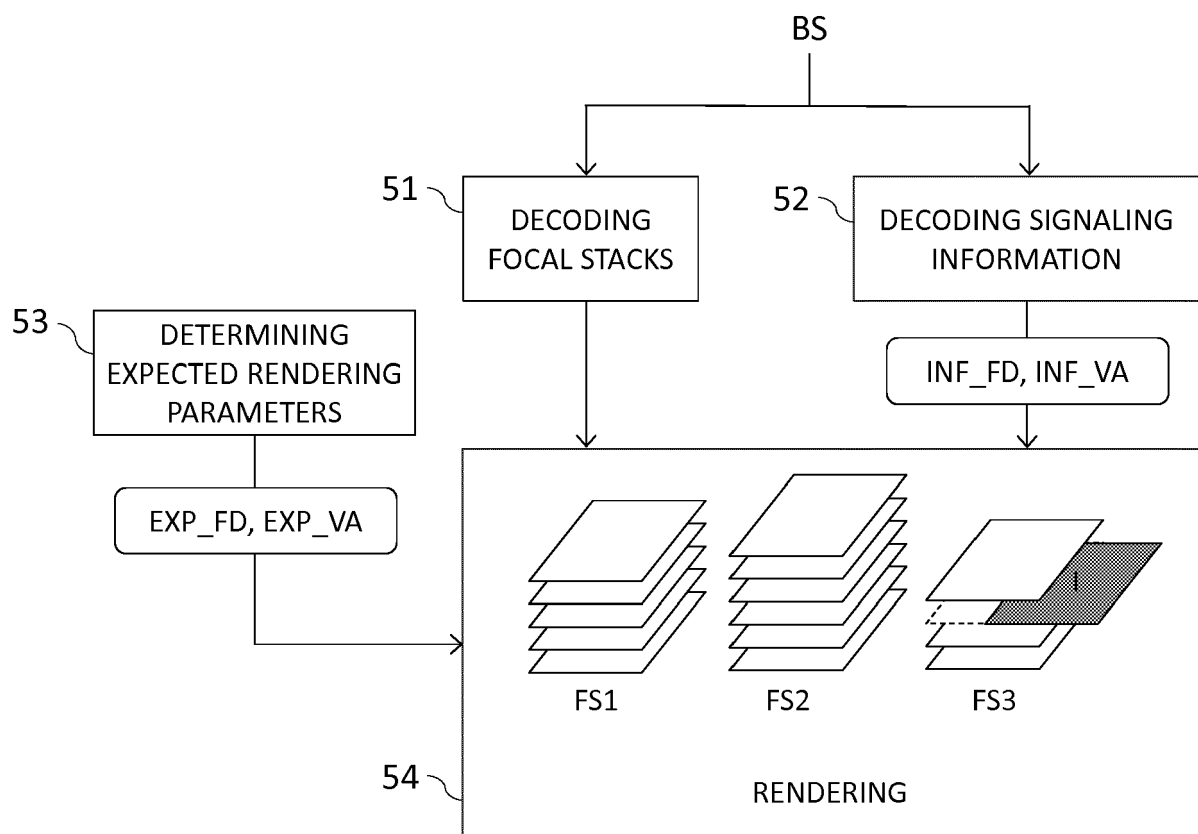 BS
51
DECODING
FOCAL STACKS
52
DECODING SIGNALING
INFORMATION
53
DETERMINING
EXPECTED RENDERING
PARAMETERS
INF_FD, INF_VA
EXP_FD, EXP_VA
I
FS1
FS2
FS3
54
RENDERING